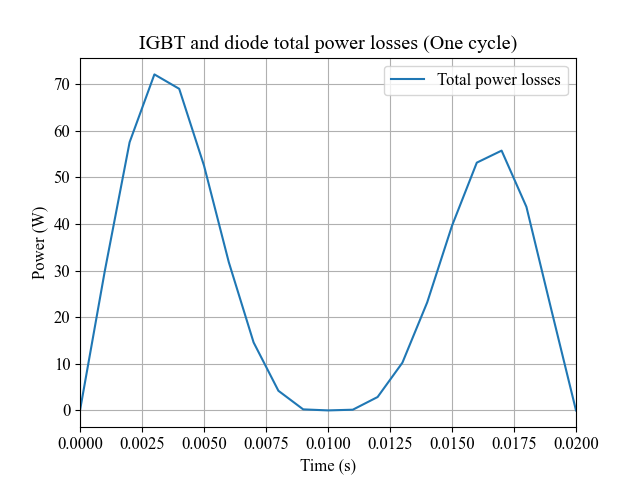 IGBT and diode total power losses (One cycle)
Total power losses
Power (W)
70
60
50
40
30
20
10
0
0.0000 0.0025 0.0050 0.0075 0.0100 0.0125 0.0150 0.0175 0.0200
Time (s)